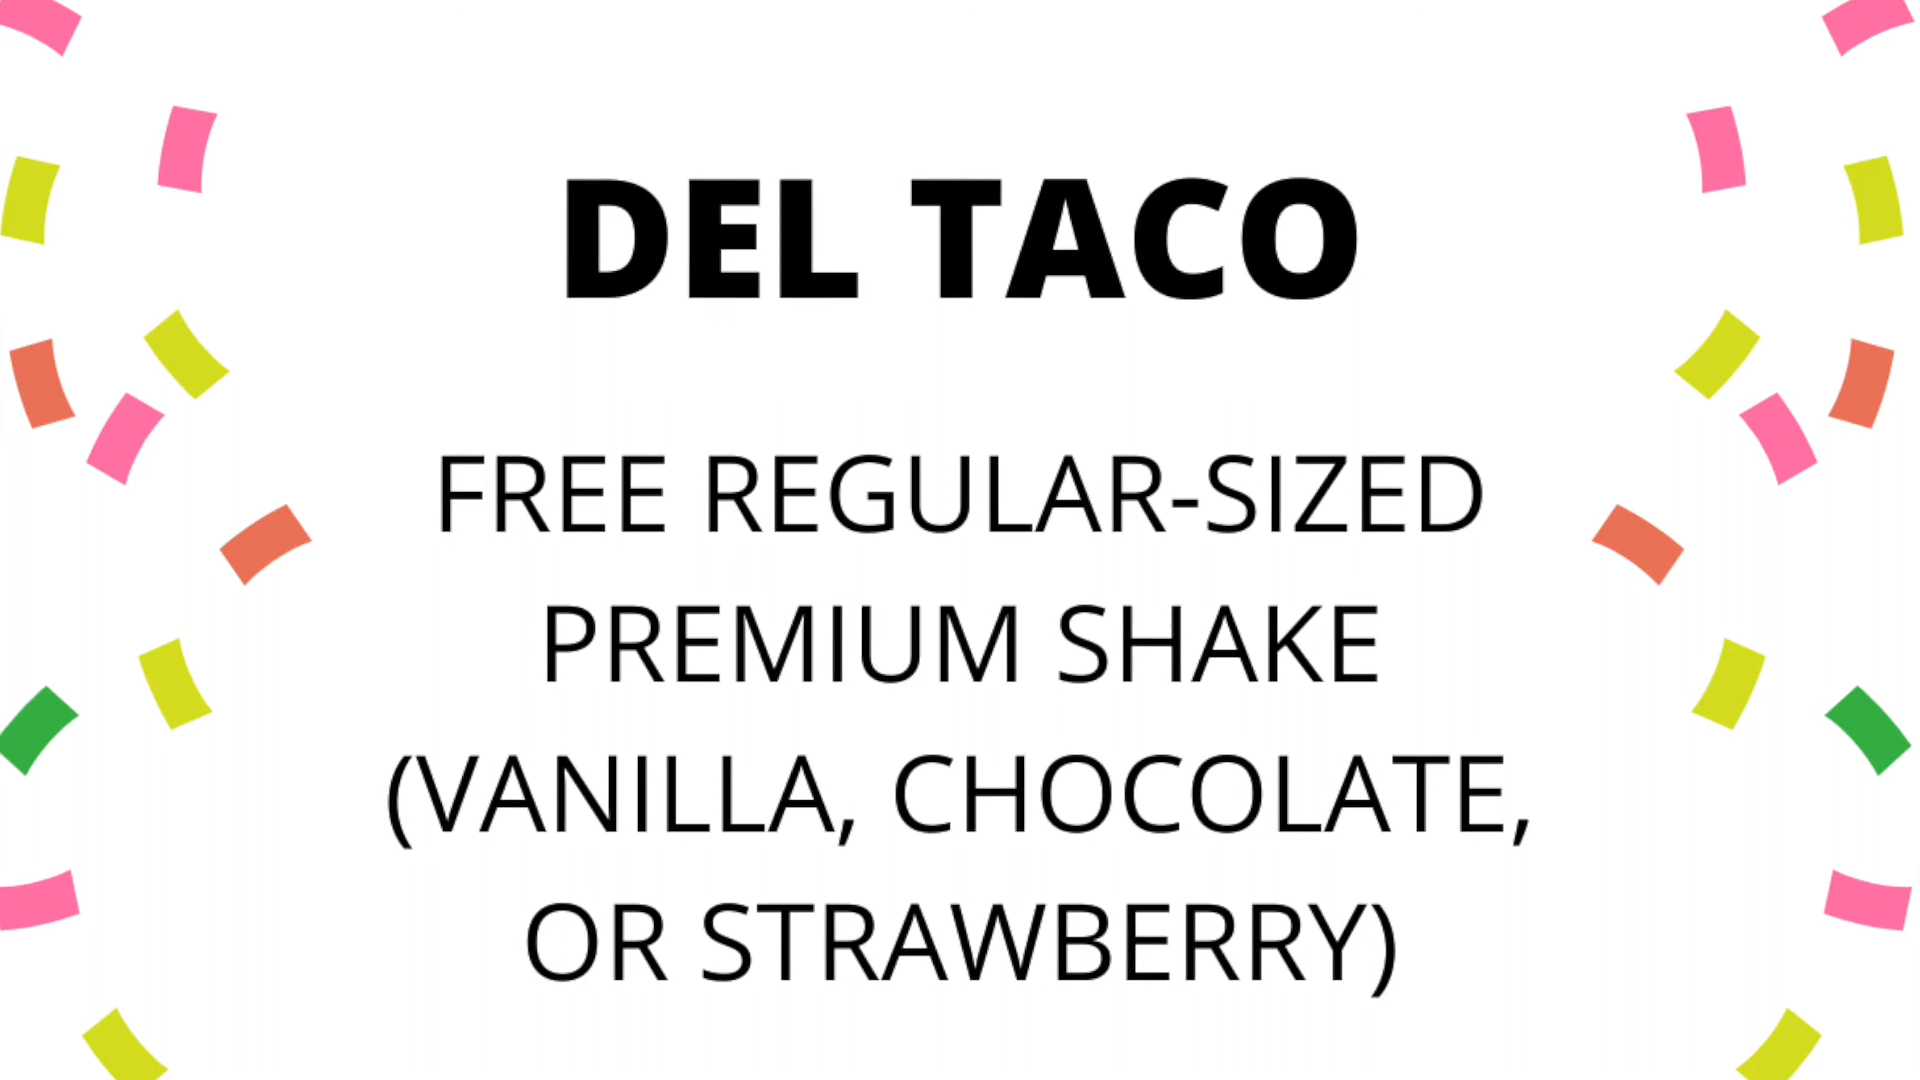 DEL TACO
FREE REGULAR-SIZED
PREMIUM SHAKE
(VANILLA, CHOCOLATE,
OR STRAWBERRY)